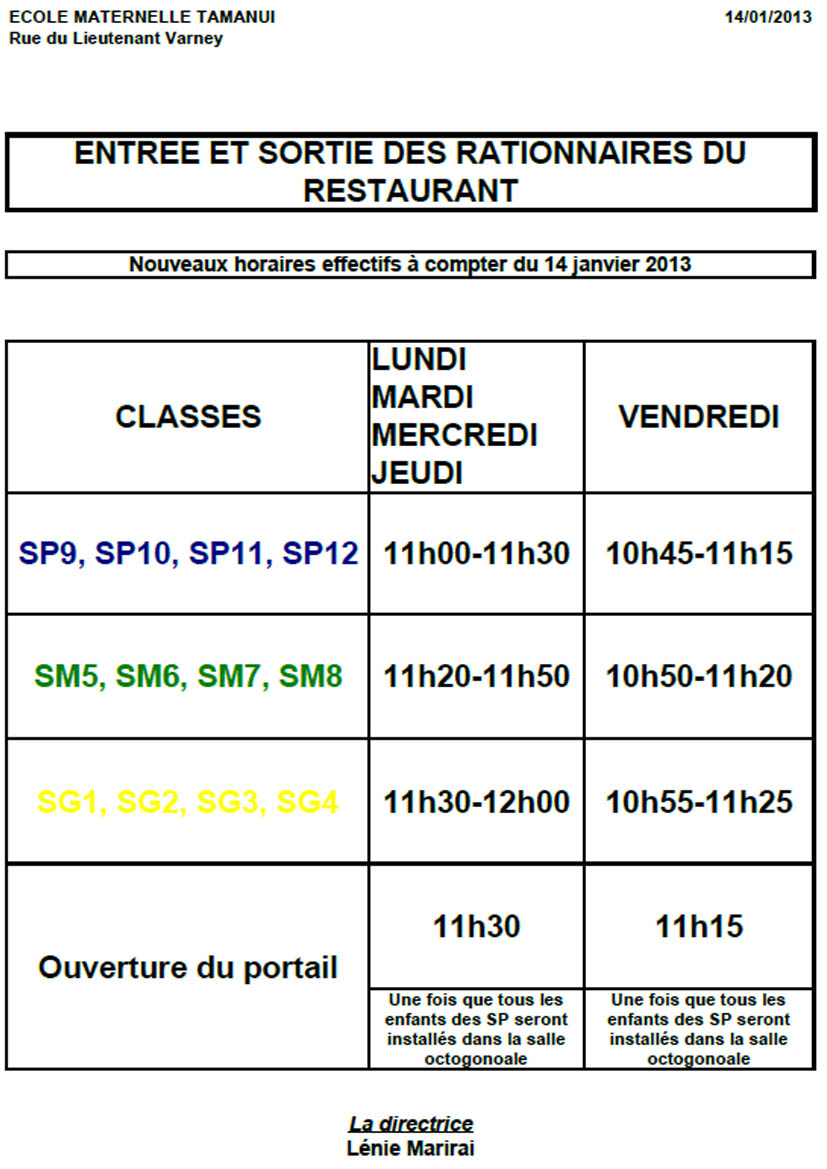 ECOLE MATERNELLE TAMANUI 14/01/2013
Rue du Lieutenant Varney
ENTREE ET SORTIE DES RATIONNAIRES DU
RESTAURANT
Nouveaux horaires effectifs à compter du 14 janvier 2013
CLASSES
LUNDI
MARDI
MERCREDI
JEUDI
VENDREDI
SP9, SP10, SP11, SP12 11h00-11h30 10h45-11h15
SM5, SM6, SM7, SM8 11h20-11h50 10h50-11h20
SG1, SG2, SG3, SG4 11h30-12h00 10h55-11h25
Ouverture du portail
11h30 11h15
Une fois que tous les
enfants des SP seront
installés dans la salle
octogonoale
Une fois que tous les
enfants des SP seront
installés dans la salle
octogonoale
La directrice
Lénie Marirai